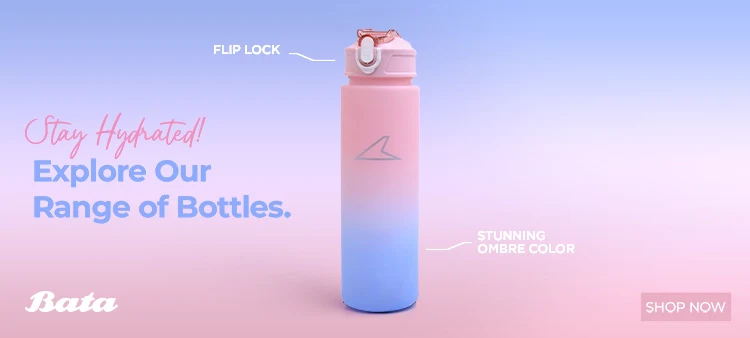 FLIP LOCK
Stay Hydrated!
Explore Our
Range of Bottles.
STUNNING
OMBRE COLOR
Bata
SHOP NOW